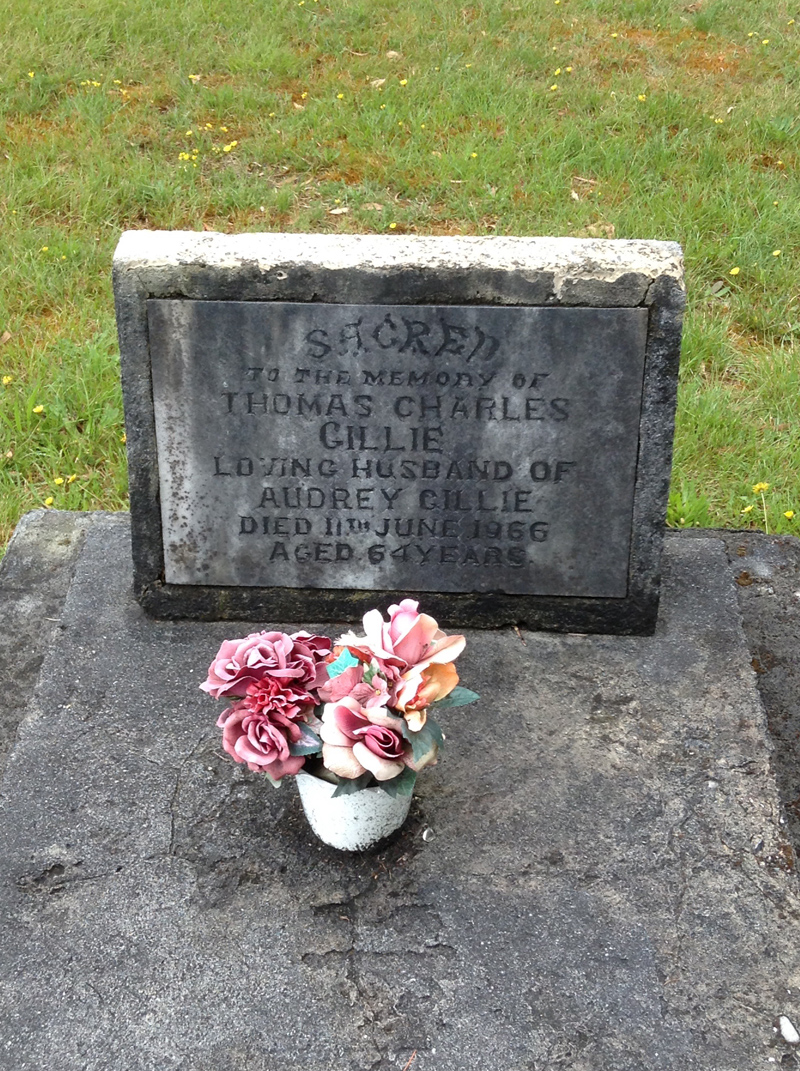 SACRED
TO THE MEMORY OF
THOMAS CHARLES
GILLIE
LOVING HUSBAND OF
AUDREY GILLIE
DIED 11TH JUNE 1966
AGED 64 YEARS.